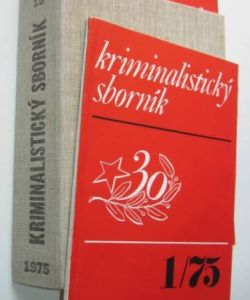 KRIMINALISTICKÝ SBORNÍK
1975
kriminalistický
sborník
30
1/75